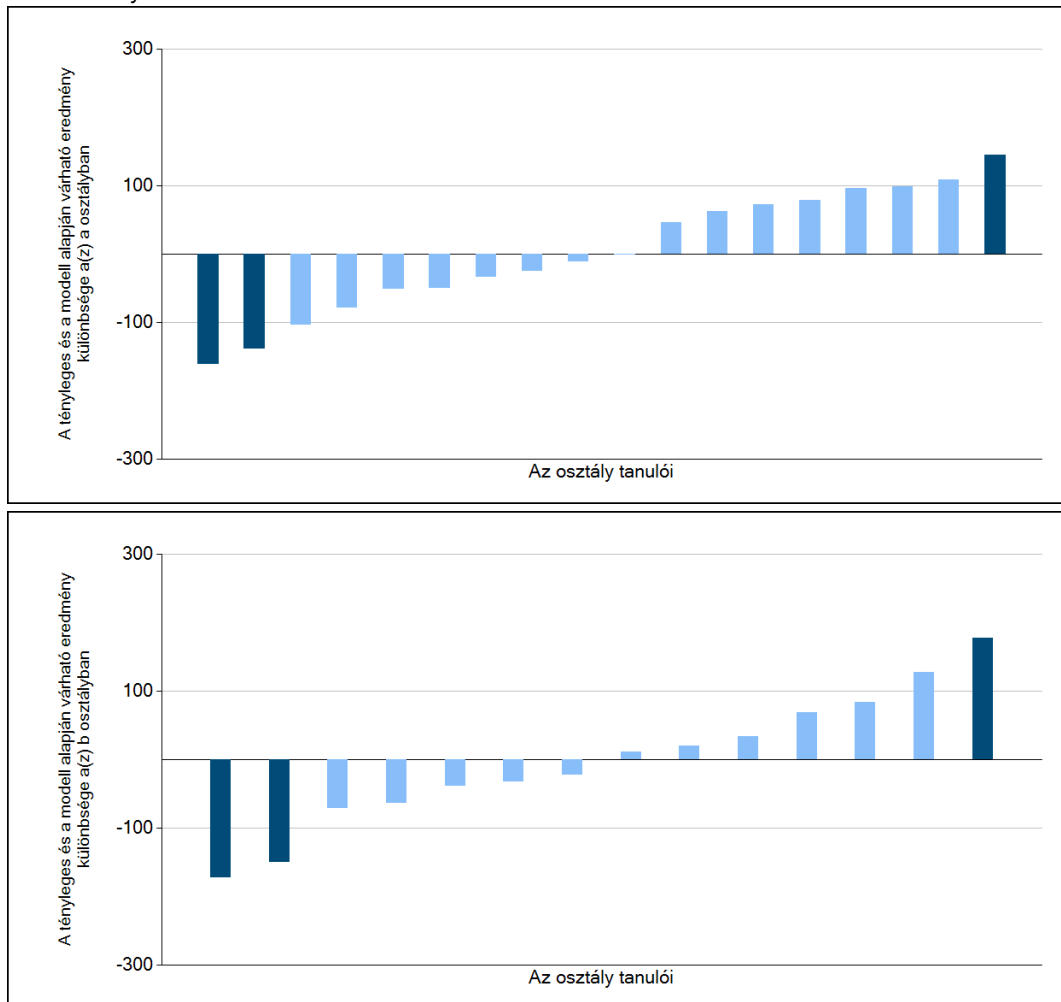 300
100
-100
-300
A tényleges és a modell alapján várható eredmény
különbsége a(z) a osztályban
Az osztály tanulói
300
100
-100
-300
A tényleges és a modell alapján várható eredmény
különbsége a(z) b osztályban
Az osztály tanulói